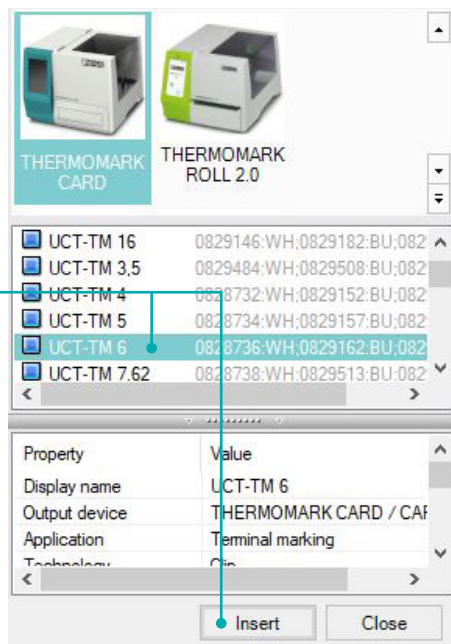 THERMOMARK
CARD
THERMOMARK
ROLL 2.0
UCT-TM 16 0829146:WH;0829182:BU;082
UCT-TM 3,5 0829484:WH;0829508:BU;082
UCT-TM 4 0828732:WH;0829152:BU;082
UCT-TM 5 0828734:WH;0829157:BU;082
UCT-TM 6 0828736:WH;0829162:BU;082
UCT-TM 7.62 0828738:WH;0829513:BU;082
Property Value
Display name UCT-TM 6
Output device THERMOMARK CARD / CAR
Application Terminal marking
Technology Clip
Insert Close